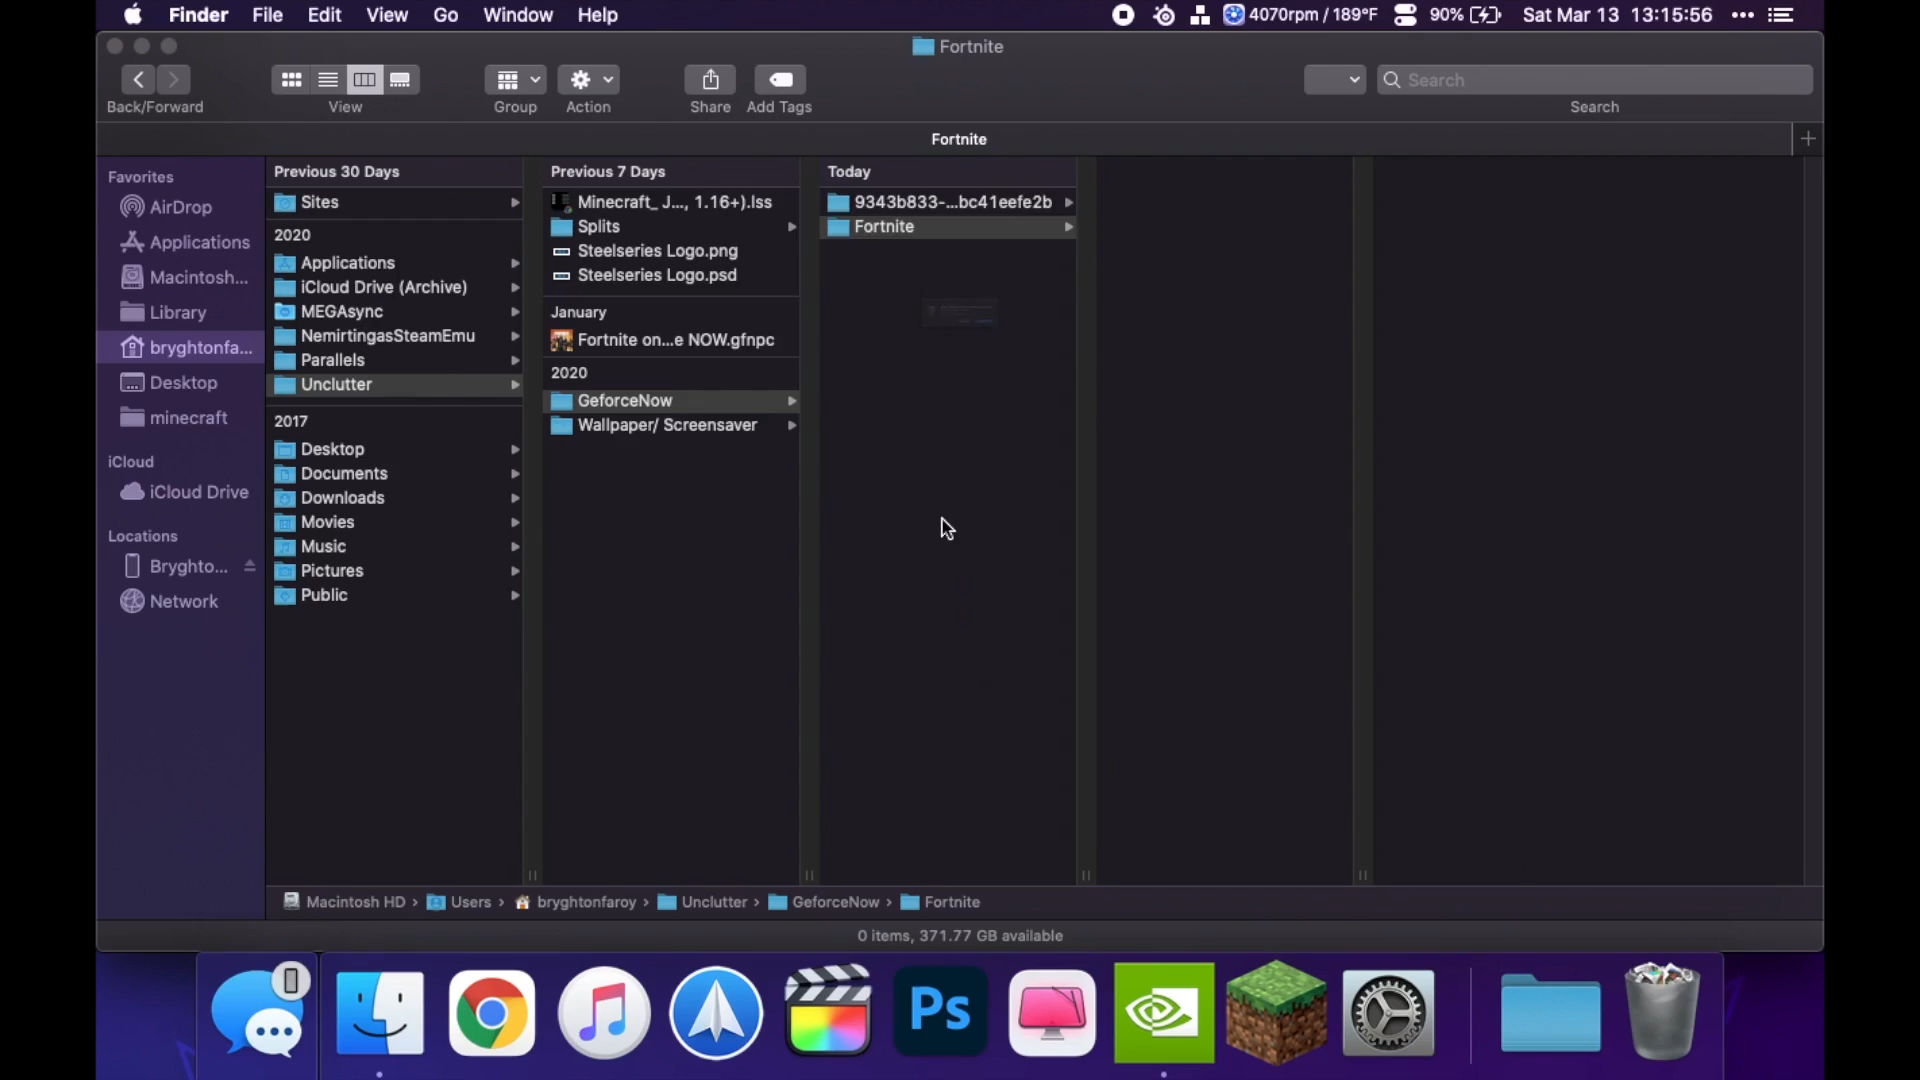 Finder File Edit View Go Window Help 4070rpm / 189°F 90% Sat Mar 13 13:15:56
Fortnite
Search
Back/Forward View Group Action Share Add Tags Search
Fortnite
Favorites
AirDrop
Applications
Macintosh...
Library
bryghtonfa...
Desktop
minecraft
iCloud
iCloud Drive
Locations
Bryghto...
Network
Previous 30 Days
Sites
2020
Applications
iCloud Drive (Archive)
MEGAsync
NemirtingasSteamEmu
Parallels
Unclutter
2017
Desktop
Documents
Downloads
Movies
Music
Pictures
Public
Previous 7 Days
Minecraft_ J..., 1.16+).lss
Splits
Steelseries Logo.png
Steelseries Logo.psd
January
Fortnite on...e NOW.gfnpc
2020
GeforceNow
Wallpaper/ Screensaver
Today
9343b833-...bc41eefe2b
Fortnite
Macintosh HD › Users › bryghtonfaroy › Unclutter › GeforceNow › Fortnite
0 items, 371.77 GB available
Ps